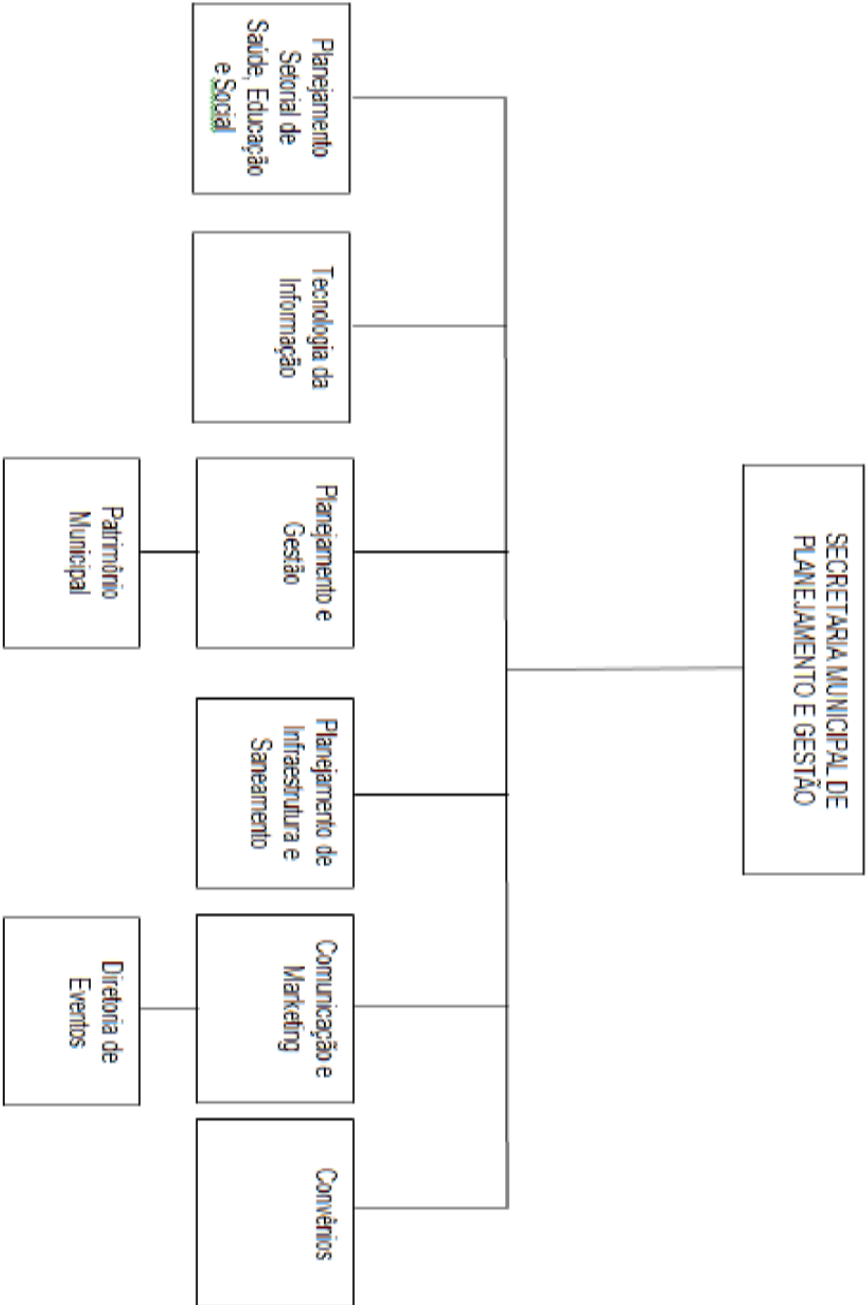 SECRETARIA MUNICIPAL DE
PLANEJAMENTO E GESTÃO
Planejamento
Setorial de
Saúde, Educação
e Social
Tecnologia da
Informação
Planejamento e
Gestão
Planejamento de
Infraestrutura e
Saneamento
Comunicação e
Marketing
Convênios
Patrimônio
Municipal
Diretoria de
Eventos